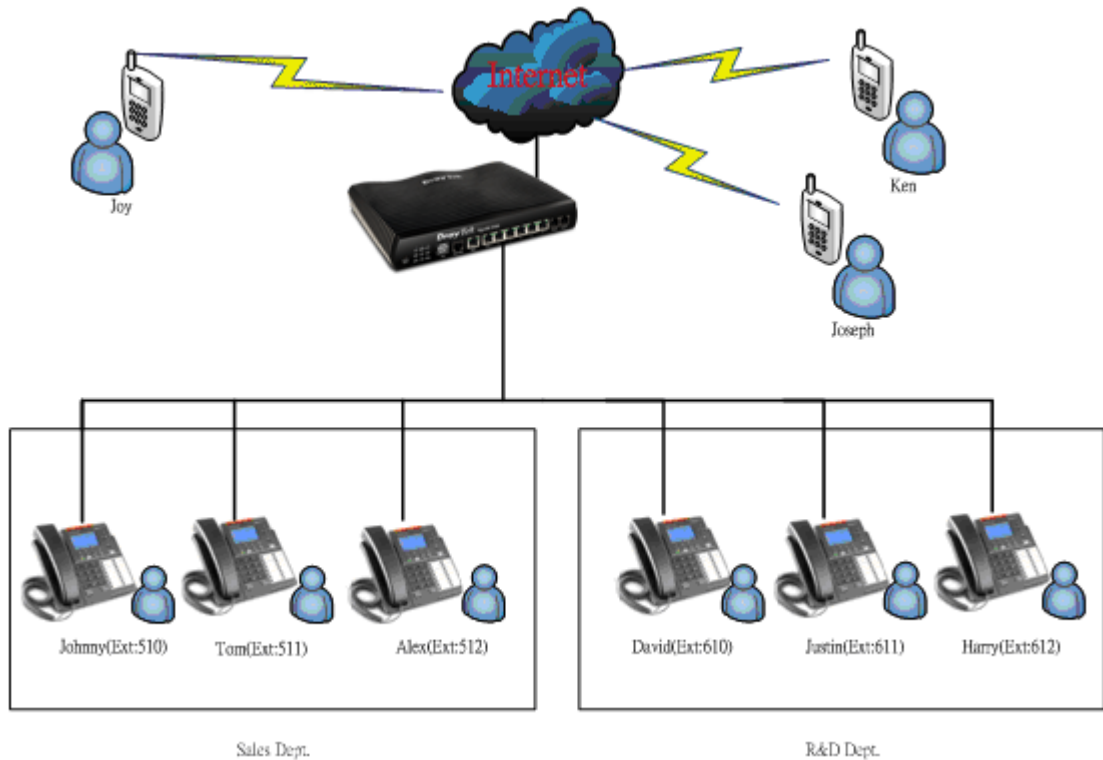 Internet
Joy
Ken
Joseph
DrayTek
Johnny(Ext:510)
Tom(Ext:511)
Alex(Ext:512)
David(Ext:610)
Justin(Ext:611)
Harry(Ext:612)
Sales Dept.
R&D Dept.